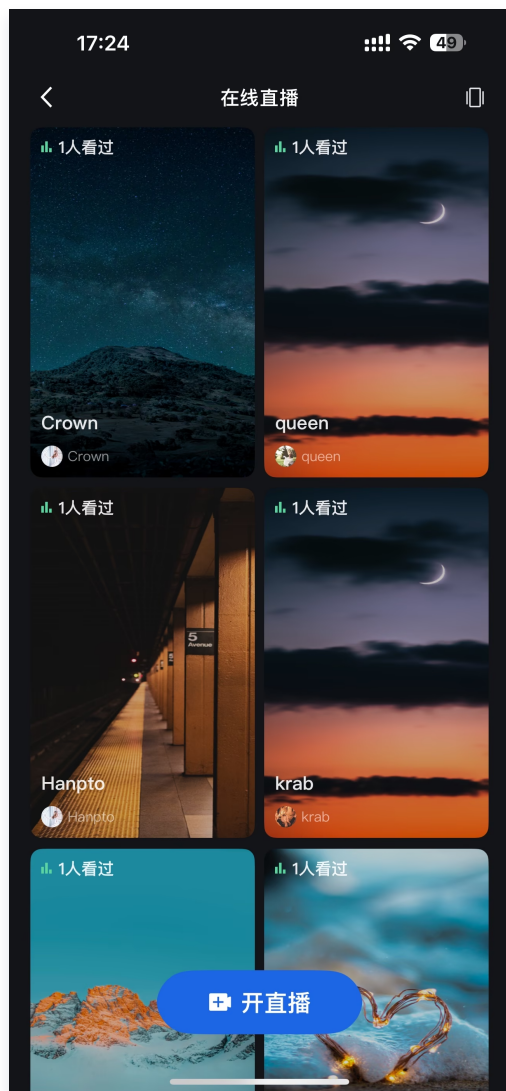 17:24
49
在线直播
1人看过
1人看过
Crown
Crown
queen
queen
1人看过
1人看过
5
Avenue
Hanpto
Hanpto
krab
krab
1人看过
1人看过
开直播